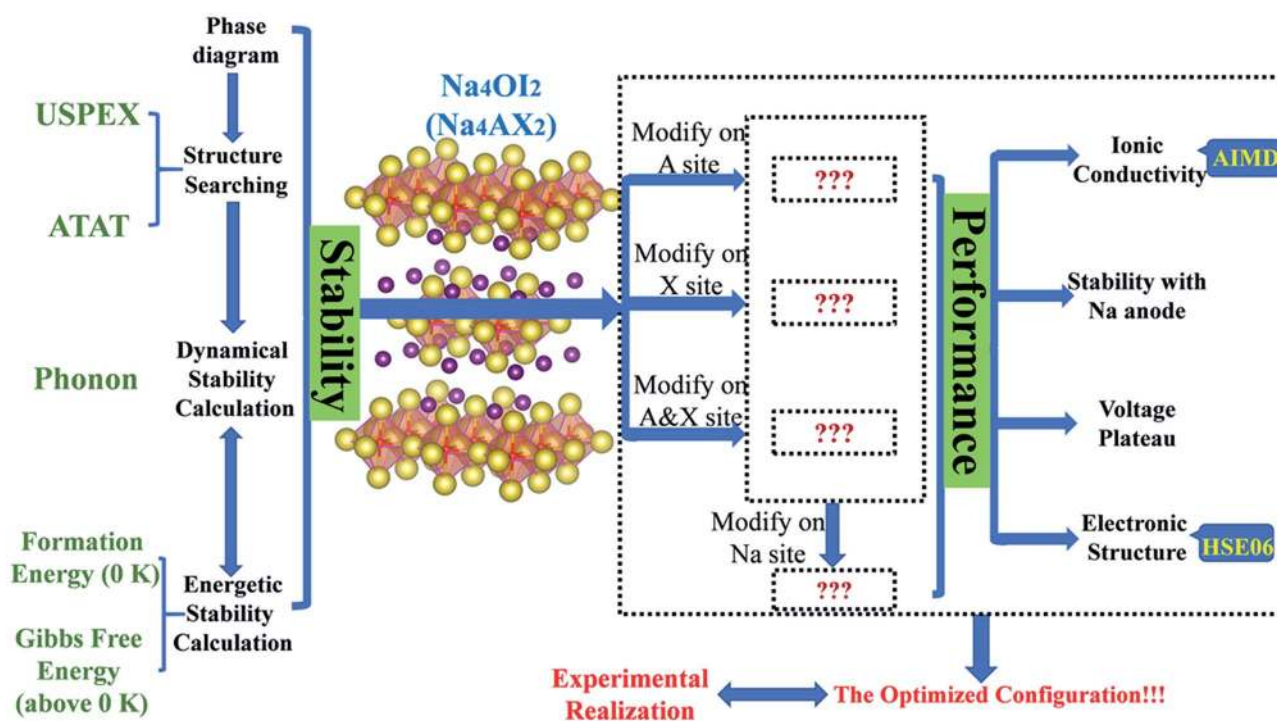 Phase
diagram
USPEX
Structure
Searching
ATAT
Phonon
Dynamical
Stability
Calculation
Formation
Energy (0 K)
Energetic
Stability
Calculation
Gibbs Free
Energy
(above 0 K)
Stability
Na₄OI₂
(Na₄AX₂)
Modify on
A site
???
Modify on
X site
???
Modify on
A&X site
???
Modify on
Na site
???
Performance
Ionic
Conductivity
AIMD
Stability with
Na anode
Voltage
Plateau
Electronic
Structure
HSE06
Experimental
Realization
The Optimized Configuration!!!